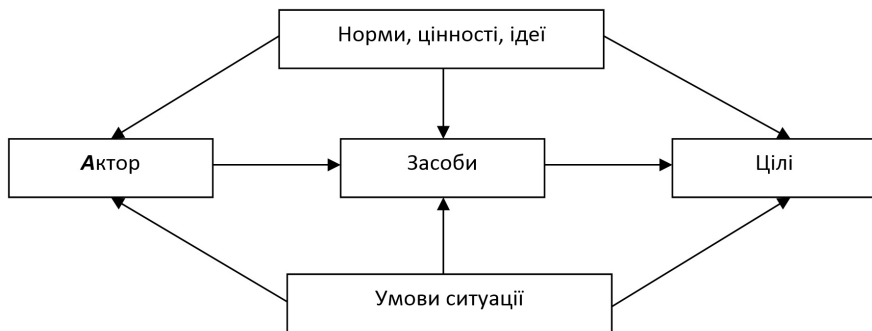 Норми, цінності, ідеї
Актор
Засоби
Цілі
Умови ситуації